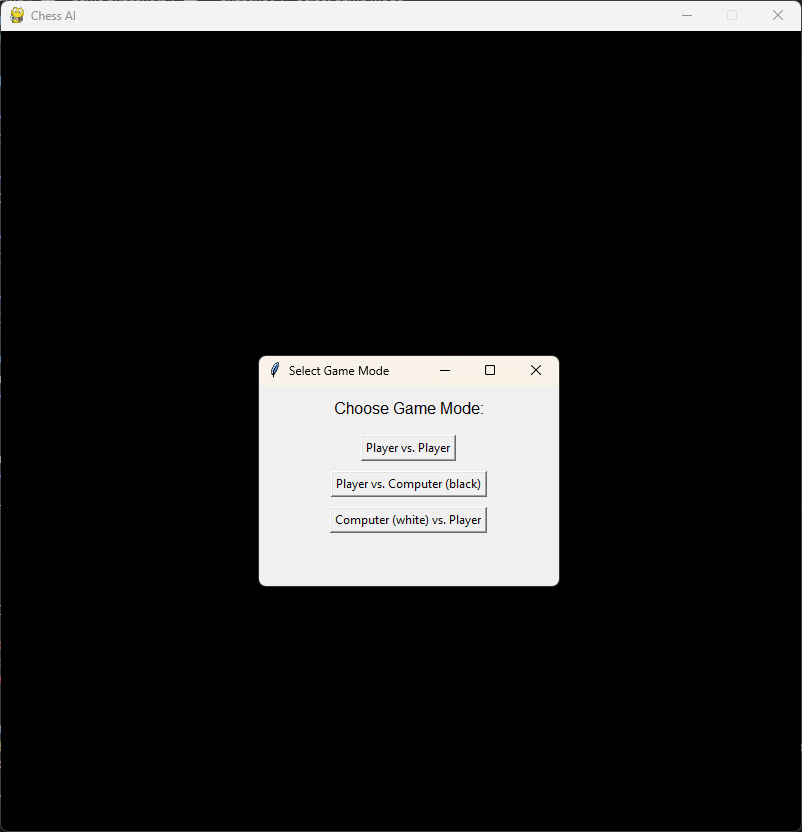 Chess AI
Select Game Mode
Choose Game Mode:
Player vs. Player
Player vs. Computer (black)
Computer (white) vs. Player